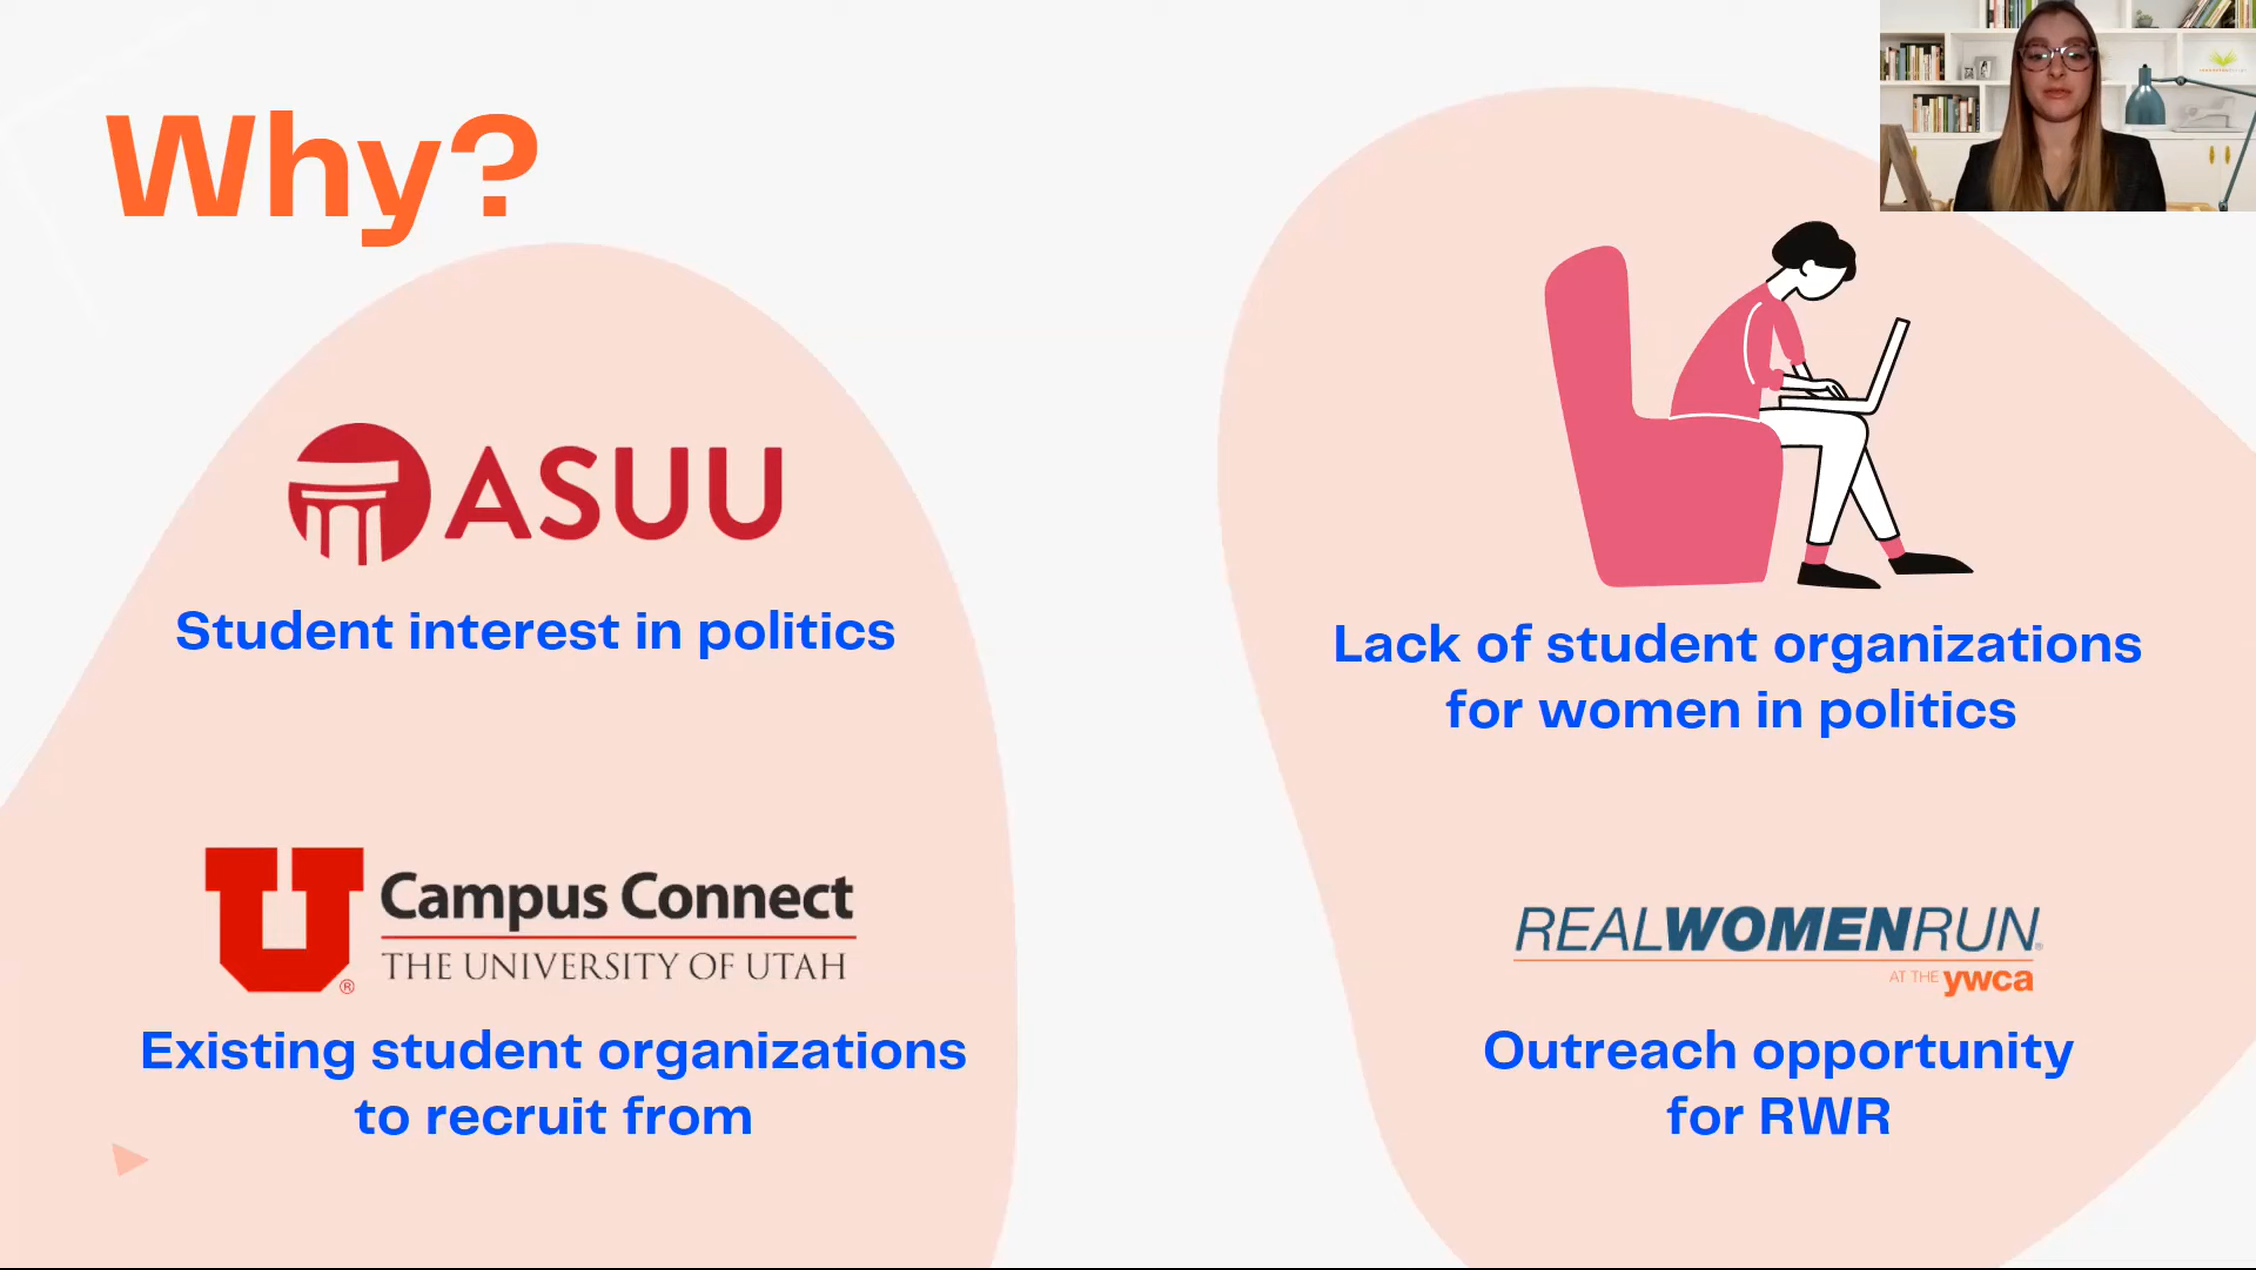 Why?
ASUU
Student interest in politics
Lack of student organizations
for women in politics
U
®
Campus Connect
THE UNIVERSITY OF UTAH
Existing student organizations
to recruit from
REALWOMENRUN®
AT THE ywca
Outreach opportunity
for RWR